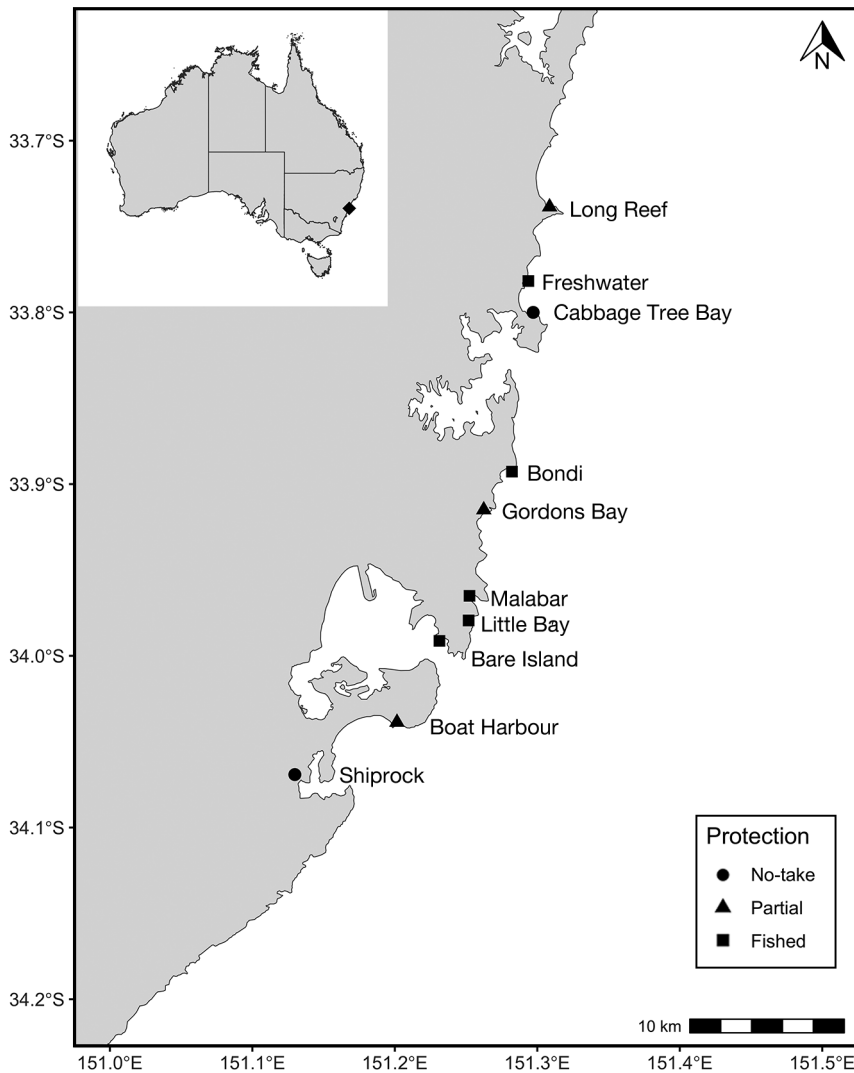 N
33.7°S
Long Reef
Freshwater
33.8°S
Cabbage Tree Bay
33.9°S
Bondi
Gordons Bay
Malabar
Little Bay
34.0°S
Bare Island
Boat Harbour
Shiprock
34.1°S
Protection
No-take
Partial
Fished
34.2°S
10 km
151.0°E 151.1°E 151.2°E 151.3°E 151.4°E 151.5°E